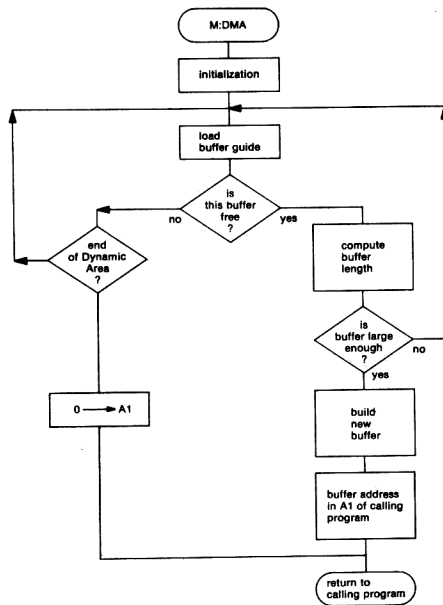 M:DMA
initialization
load
buffer guide
is
this buffer
free
?
no
yes
end
of Dynamic
Area
?
compute
buffer
length
is
buffer large
enough
?
no
yes
0 ⟶ A1
build
new
buffer
buffer address
in A1 of calling
program
return to
calling program